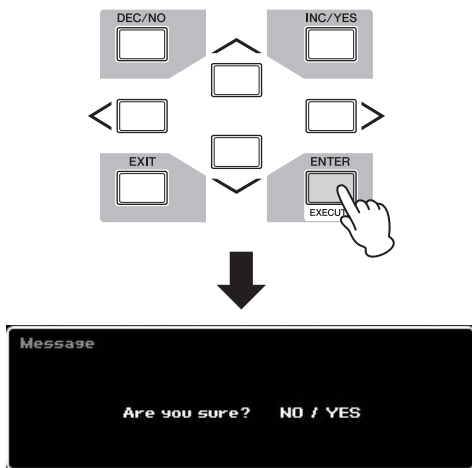 DEC/NO INC/YES
EXIT ENTER
Message
Are you sure? NO / YES